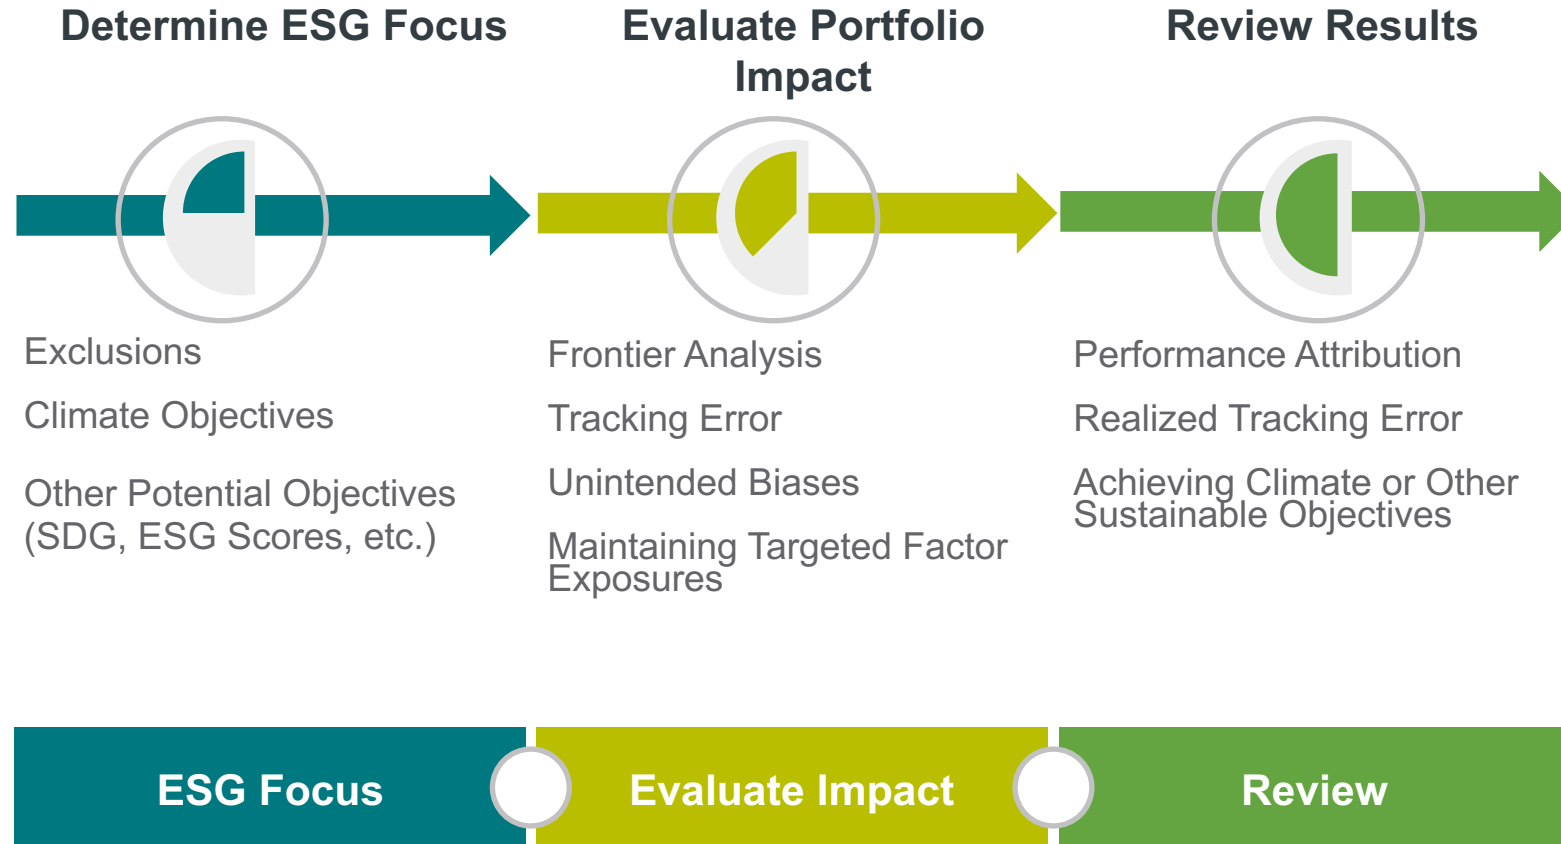 Determine ESG Focus
Evaluate Portfolio
Impact
Review Results
Exclusions
Climate Objectives
Other Potential Objectives
(SDG, ESG Scores, etc.)
Frontier Analysis
Tracking Error
Unintended Biases
Maintaining Targeted Factor
Exposures
Performance Attribution
Realized Tracking Error
Achieving Climate or Other
Sustainable Objectives
ESG Focus
Evaluate Impact
Review